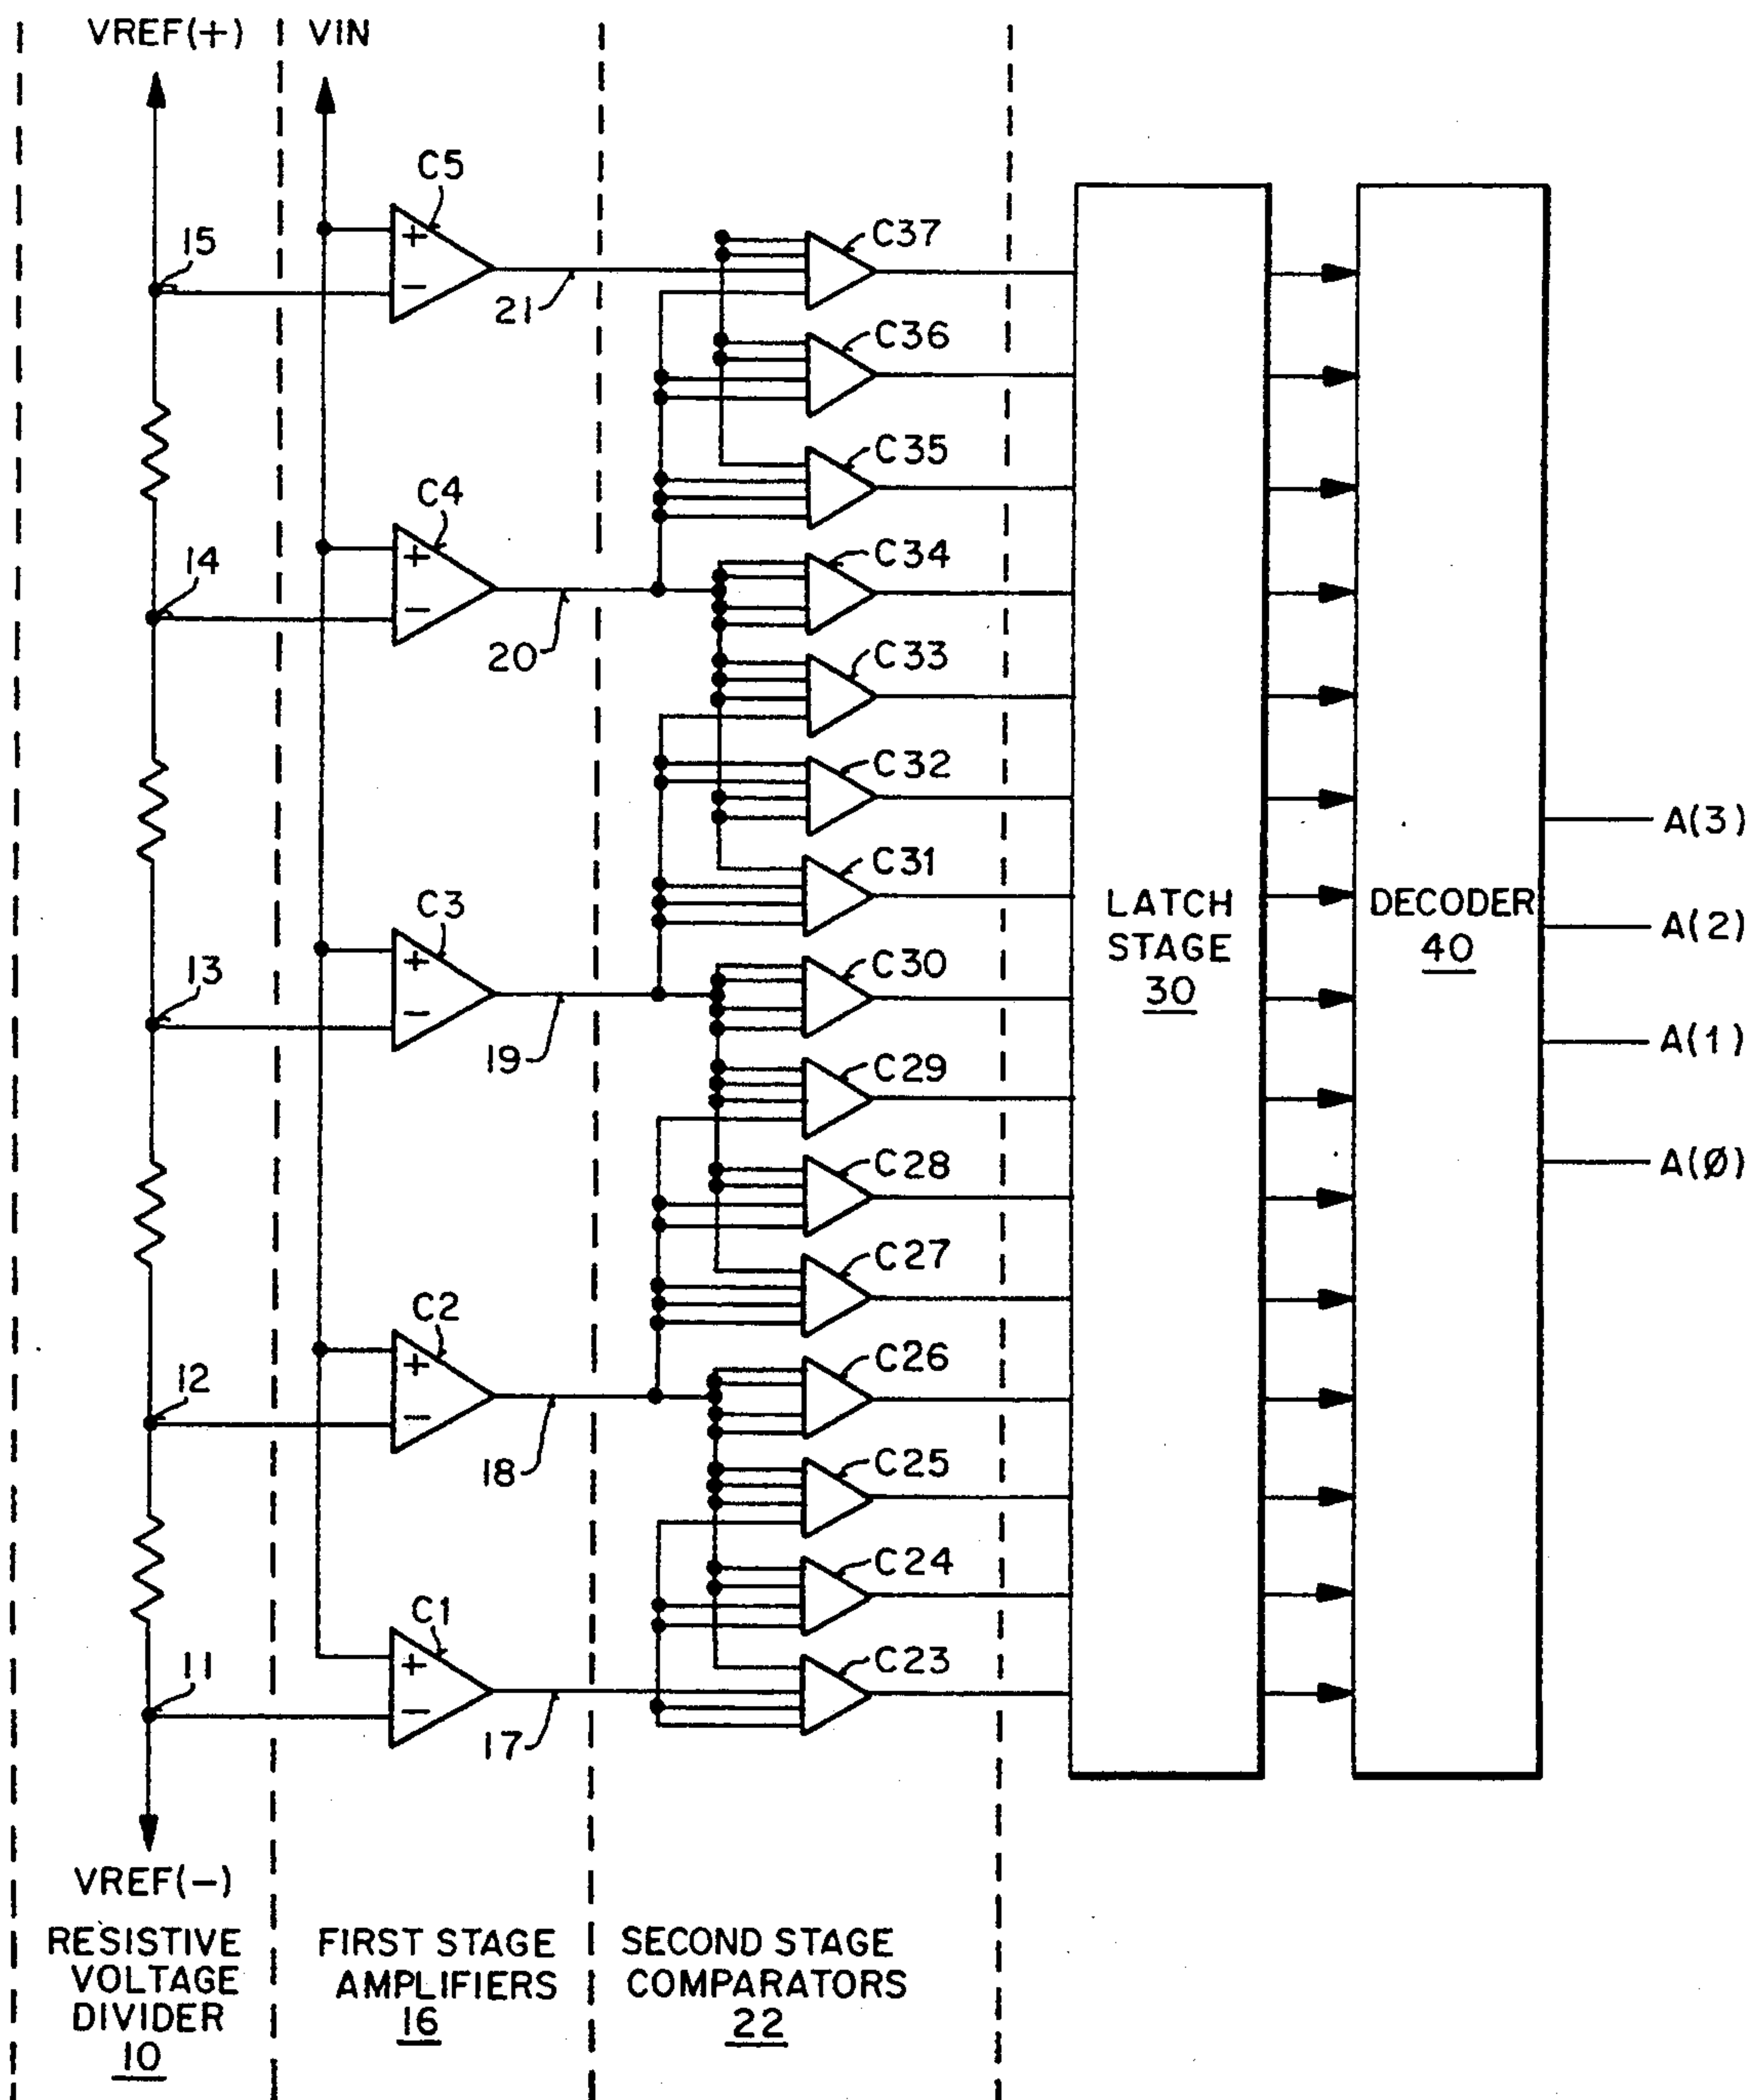 VREF(+) VIN
C5
+
−
15
21
C37
C36
C35
C4
+
−
14
20
C34
C33
C32
C31
C3
+
−
13
19
C30
C29
C28
C27
C2
+
−
12
18
C26
C25
C24
C23
C1
+
−
11
17
LATCH
STAGE
30
DECODER
40
A(3)
A(2)
A(1)
A(Ø)
VREF(−)
RESISTIVE
VOLTAGE
DIVIDER
10
FIRST STAGE
AMPLIFIERS
16
SECOND STAGE
COMPARATORS
22